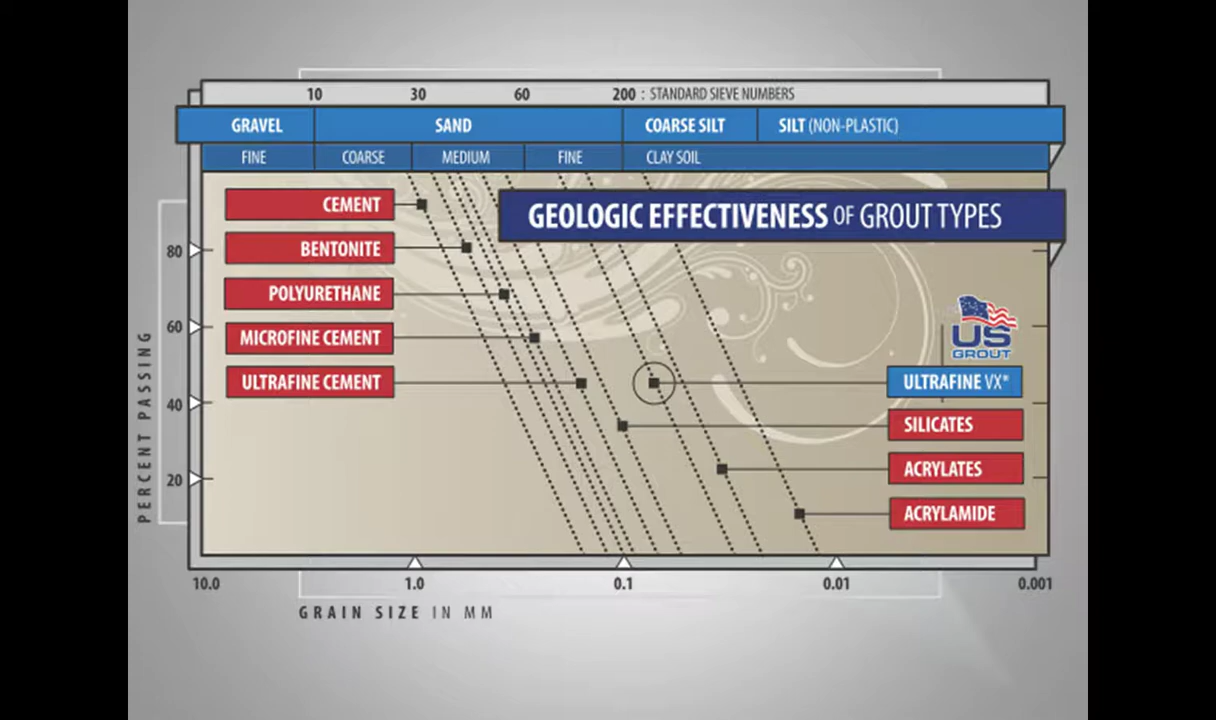 10 30 60 200 : STANDARD SIEVE NUMBERS
GRAVEL SAND COARSE SILT SILT (NON-PLASTIC)
FINE COARSE MEDIUM FINE CLAY SOIL
GEOLOGIC EFFECTIVENESS OF GROUT TYPES
CEMENT
BENTONITE
POLYURETHANE
MICROFINE CEMENT
ULTRAFINE CEMENT
US
GROUT
ULTRAFINE VX*
SILICATES
ACRYLATES
ACRYLAMIDE
PERCENT PASSING
80
60
40
20
10.0 1.0 0.1 0.01 0.001
GRAIN SIZE IN MM